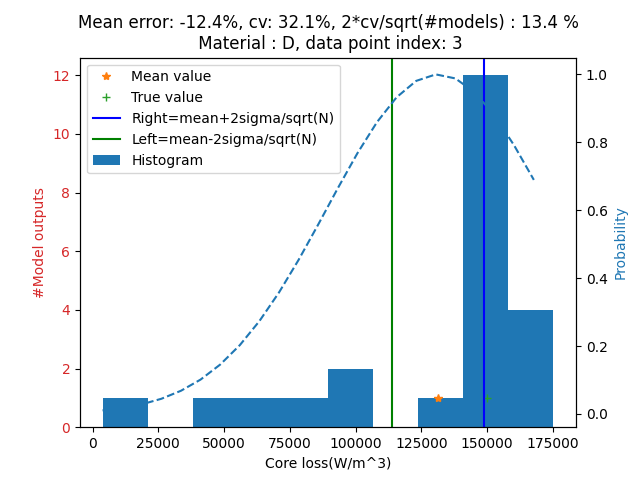 Mean error: -12.4%, cv: 32.1%, 2*cv/sqrt(#models) : 13.4 %
Material : D, data point index: 3
Mean value
True value
Right=mean+2sigma/sqrt(N)
Left=mean-2sigma/sqrt(N)
Histogram
12
10
8
6
4
2
0
#Model outputs
1.0
0.8
0.6
0.4
0.2
0.0
Probability
0 25000 50000 75000 100000 125000 150000 175000
Core loss(W/m^3)